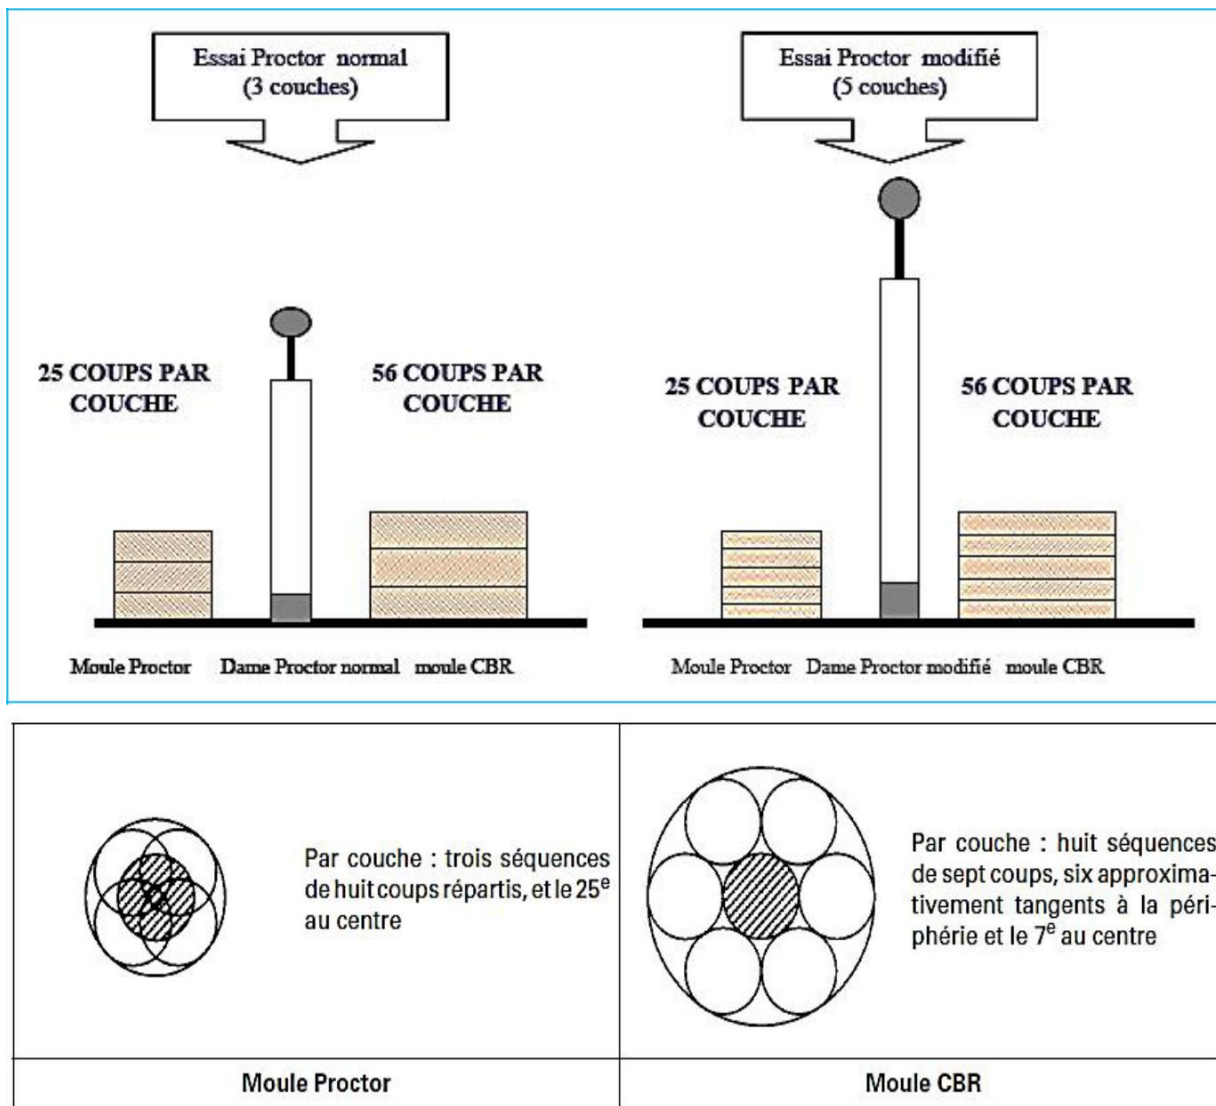 Essai Proctor normal
(3 couches)
Essai Proctor modifié
(5 couches)
25 COUPS PAR
COUCHE
56 COUPS PAR
COUCHE
25 COUPS PAR
COUCHE
56 COUPS PAR
COUCHE
Moule Proctor Dame Proctor normal moule CBR
Moule Proctor Dame Proctor modifié moule CBR
Par couche : trois séquences
de huit coups répartis, et le 25e
au centre
Par couche : huit séquences
de sept coups, six approxima-
tivement tangents à la péri-
phérie et le 7e au centre
Moule Proctor
Moule CBR